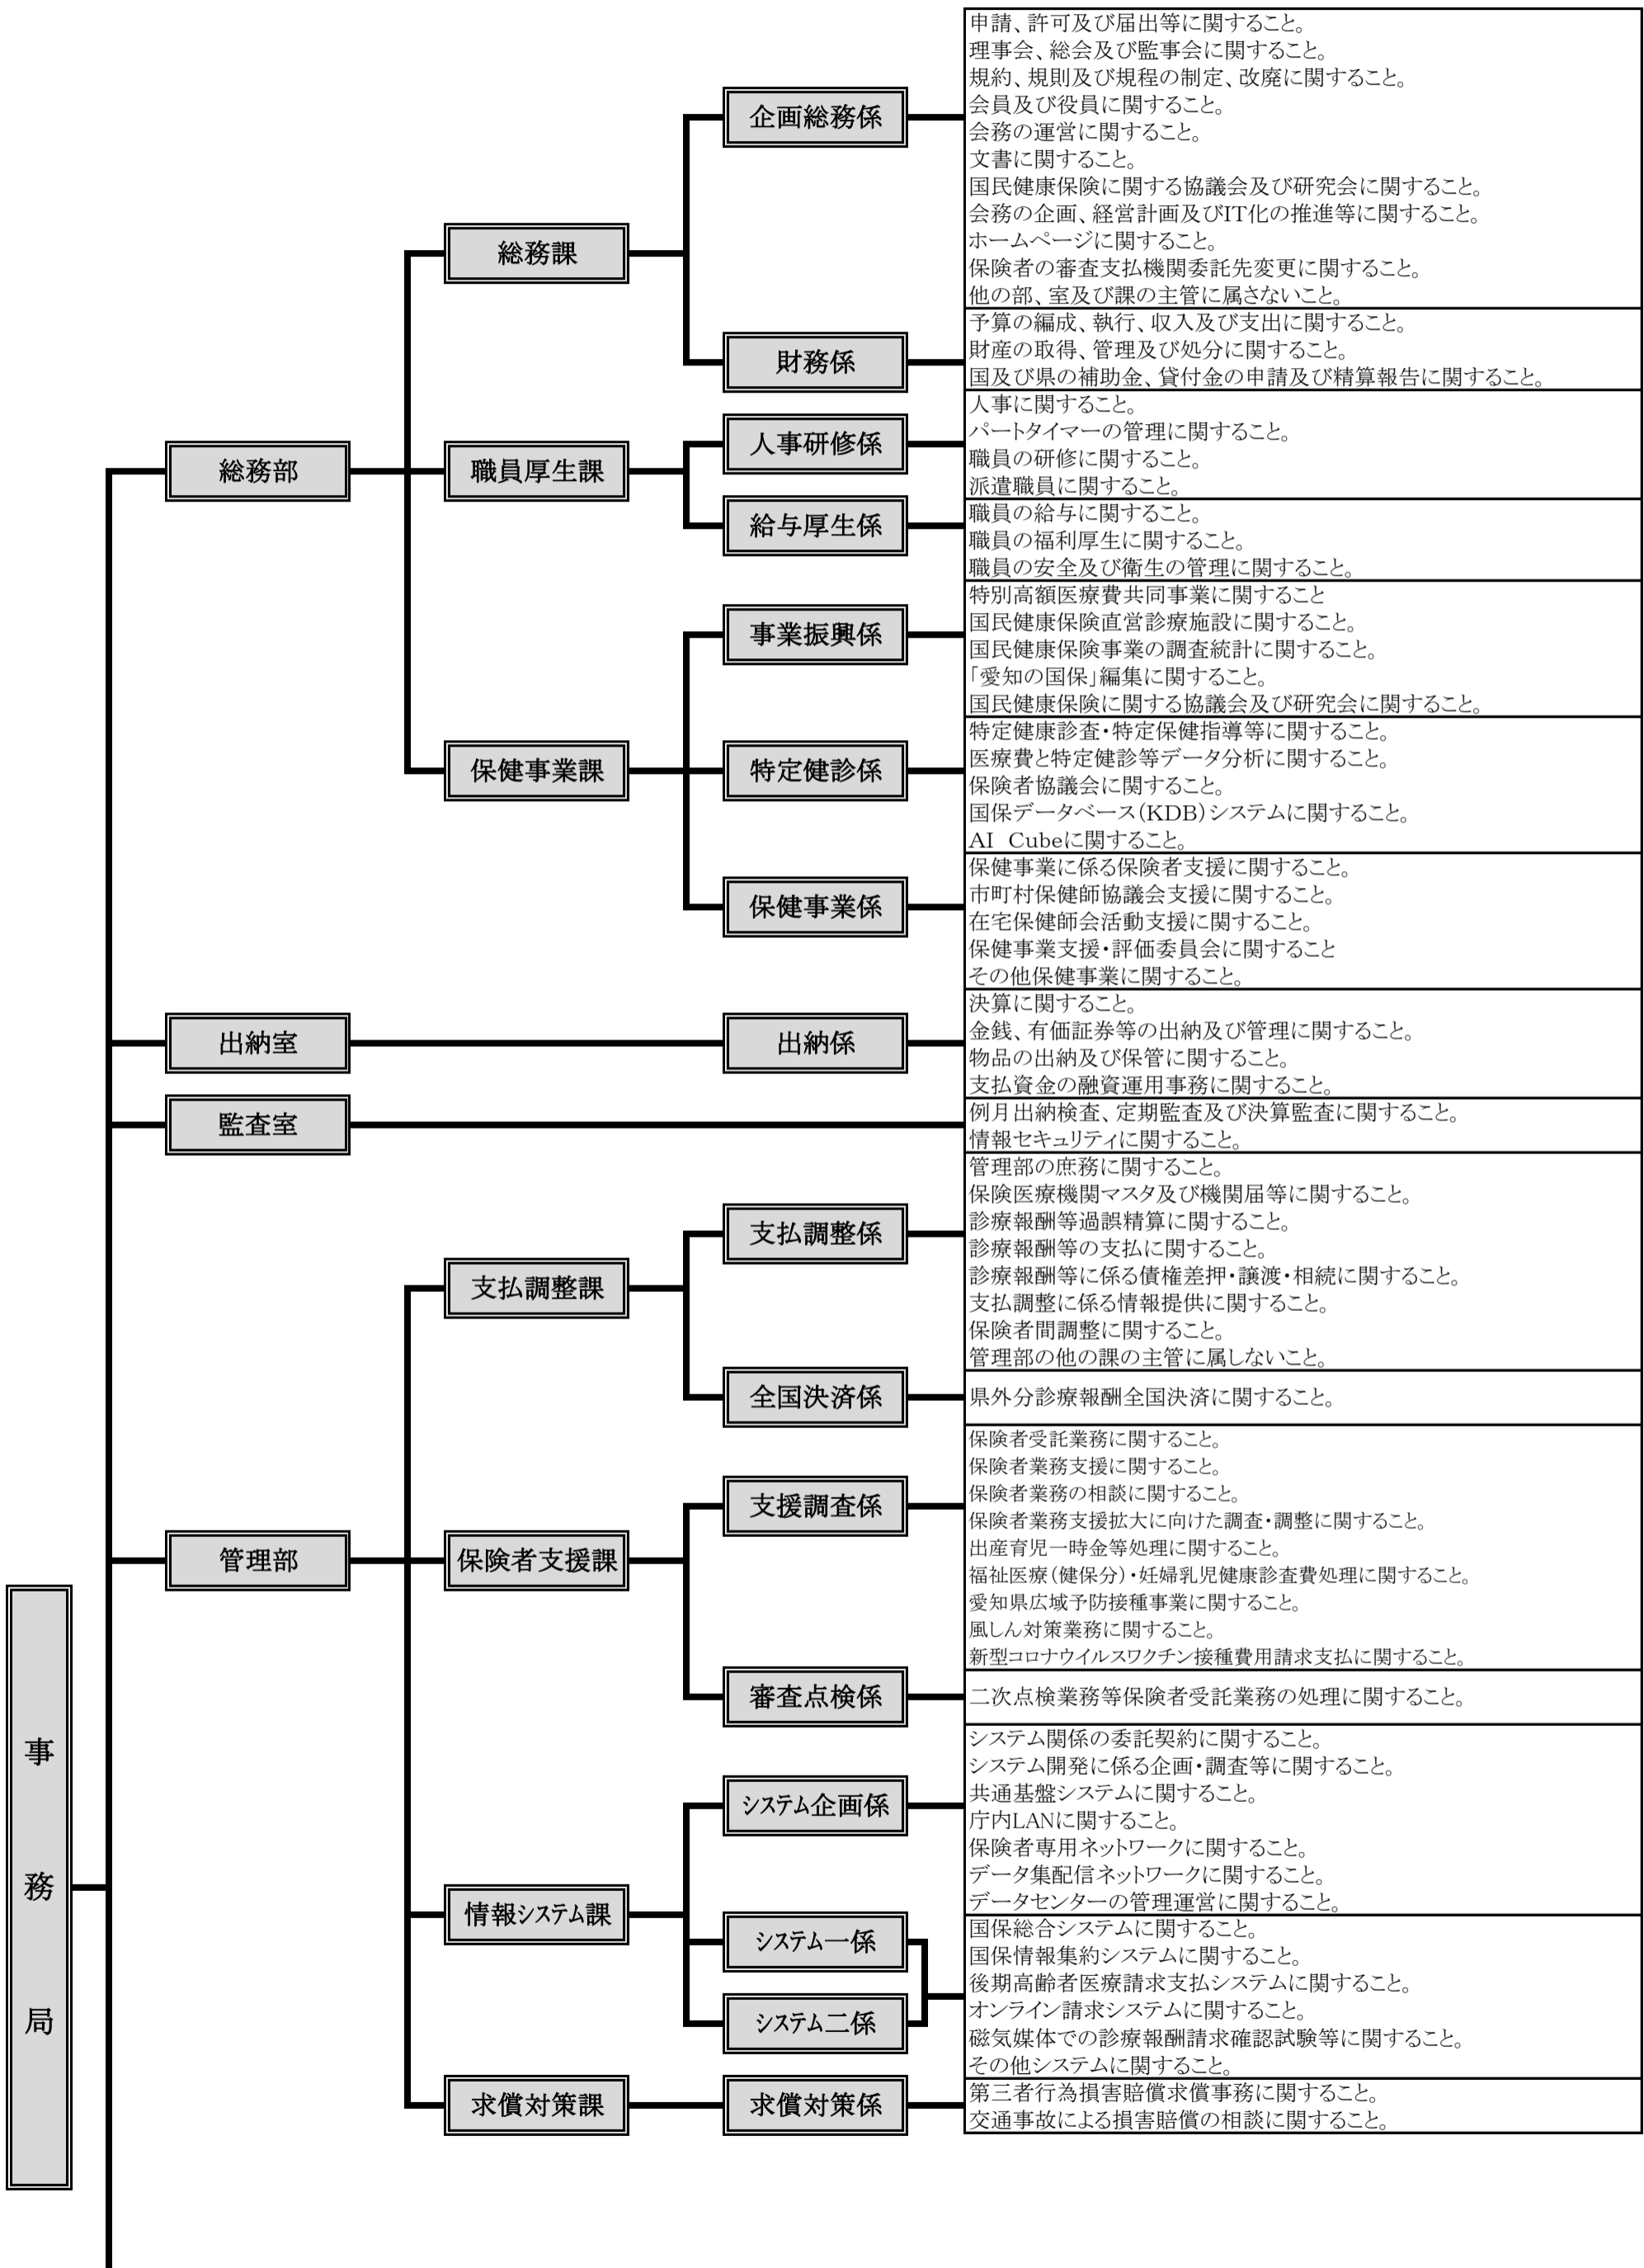 事務局
総務部
総務課
企画総務係
申請、許可及び届出等に関すること。
理事会、総会及び監事会に関すること。
規約、規則及び規程の制定、改廃に関すること。
会員及び役員に関すること。
会務の運営に関すること。
文書に関すること。
国民健康保険に関する協議会及び研究会に関すること。
会務の企画、経営計画及びIT化の推進等に関すること。
ホームページに関すること。
保険者の審査支払機関委託先変更に関すること。
他の部、室及び課の主管に属さないこと。
財務係
予算の編成、執行、収入及び支出に関すること。
財産の取得、管理及び処分に関すること。
国及び県の補助金、貸付金の申請及び精算報告に関すること。
職員厚生課
人事研修係
人事に関すること。
パートタイマーの管理に関すること。
職員の研修に関すること。
派遣職員に関すること。
給与厚生係
職員の給与に関すること。
職員の福利厚生に関すること。
職員の安全及び衛生の管理に関すること。
保健事業課
事業振興係
特別高額医療費共同事業に関すること
国民健康保険直営診療施設に関すること。
国民健康保険事業の調査統計に関すること。
「愛知の国保」編集に関すること。
国民健康保険に関する協議会及び研究会に関すること。
特定健診係
特定健康診査・特定保健指導等に関すること。
医療費と特定健診等データ分析に関すること。
保険者協議会に関すること。
国保データベース(KDB)システムに関すること。
AI Cubeに関すること。
保健事業係
保健事業に係る保険者支援に関すること。
市町村保健師協議会支援に関すること。
在宅保健師会活動支援に関すること。
保健事業支援・評価委員会に関すること
その他保健事業に関すること。
出納室
出納係
決算に関すること。
金銭、有価証券等の出納及び管理に関すること。
物品の出納及び保管に関すること。
支払資金の融資運用事務に関すること。
監査室
例月出納検査、定期監査及び決算監査に関すること。
情報セキュリティに関すること。
管理部
支払調整課
支払調整係
管理部の庶務に関すること。
保険医療機関マスタ及び機関届等に関すること。
診療報酬等過誤精算に関すること。
診療報酬等の支払に関すること。
診療報酬等に係る債権差押・譲渡・相続に関すること。
支払調整に係る情報提供に関すること。
保険者間調整に関すること。
管理部の他の課の主管に属しないこと。
全国決済係
県外分診療報酬全国決済に関すること。
保険者支援課
支援調査係
保険者受託業務に関すること。
保険者業務支援に関すること。
保険者業務の相談に関すること。
保険者業務支援拡大に向けた調査・調整に関すること。
出産育児一時金等処理に関すること。
福祉医療(健保分)・妊婦乳児健康診査費処理に関すること。
愛知県広域予防接種事業に関すること。
風しん対策業務に関すること。
新型コロナウイルスワクチン接種費用請求支払に関すること。
審査点検係
二次点検業務等保険者受託業務の処理に関すること。
情報システム課
システム企画係
システム関係の委託契約に関すること。
システム開発に係る企画・調査等に関すること。
共通基盤システムに関すること。
庁内LANに関すること。
保険者専用ネットワークに関すること。
データ集配信ネットワークに関すること。
データセンターの管理運営に関すること。
システム一係
システム二係
国保総合システムに関すること。
国保情報集約システムに関すること。
後期高齢者医療請求支払システムに関すること。
オンライン請求システムに関すること。
磁気媒体での診療報酬請求確認試験等に関すること。
その他システムに関すること。
求償対策課
求償対策係
第三者行為損害賠償求償事務に関すること。
交通事故による損害賠償の相談に関すること。